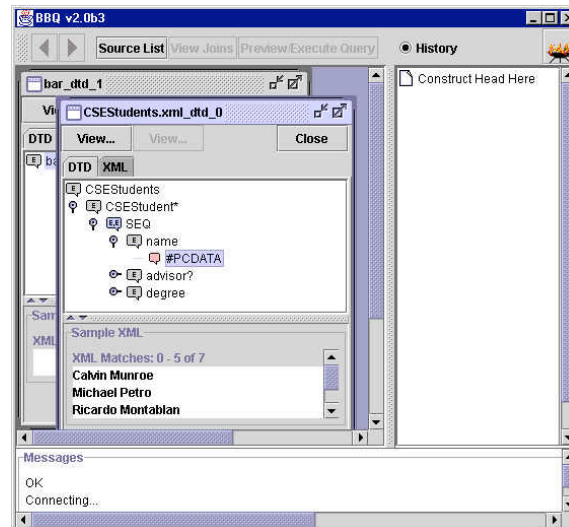 BBQ v2.0b3
Source List View Joins Preview/Execute Query History
bar_dtd_1
CSEStudents.xml_dtd_0
View... View... Close
DTD
DTD XML
CSEStudents
CSEStudent*
SEQ
name
#PCDATA
advisor?
degree
Sample XML
XML Matches: 0 - 5 of 7
Calvin Munroe
Michael Petro
Ricardo Montablan
XML
Construct Head Here
Messages
OK
Connecting...